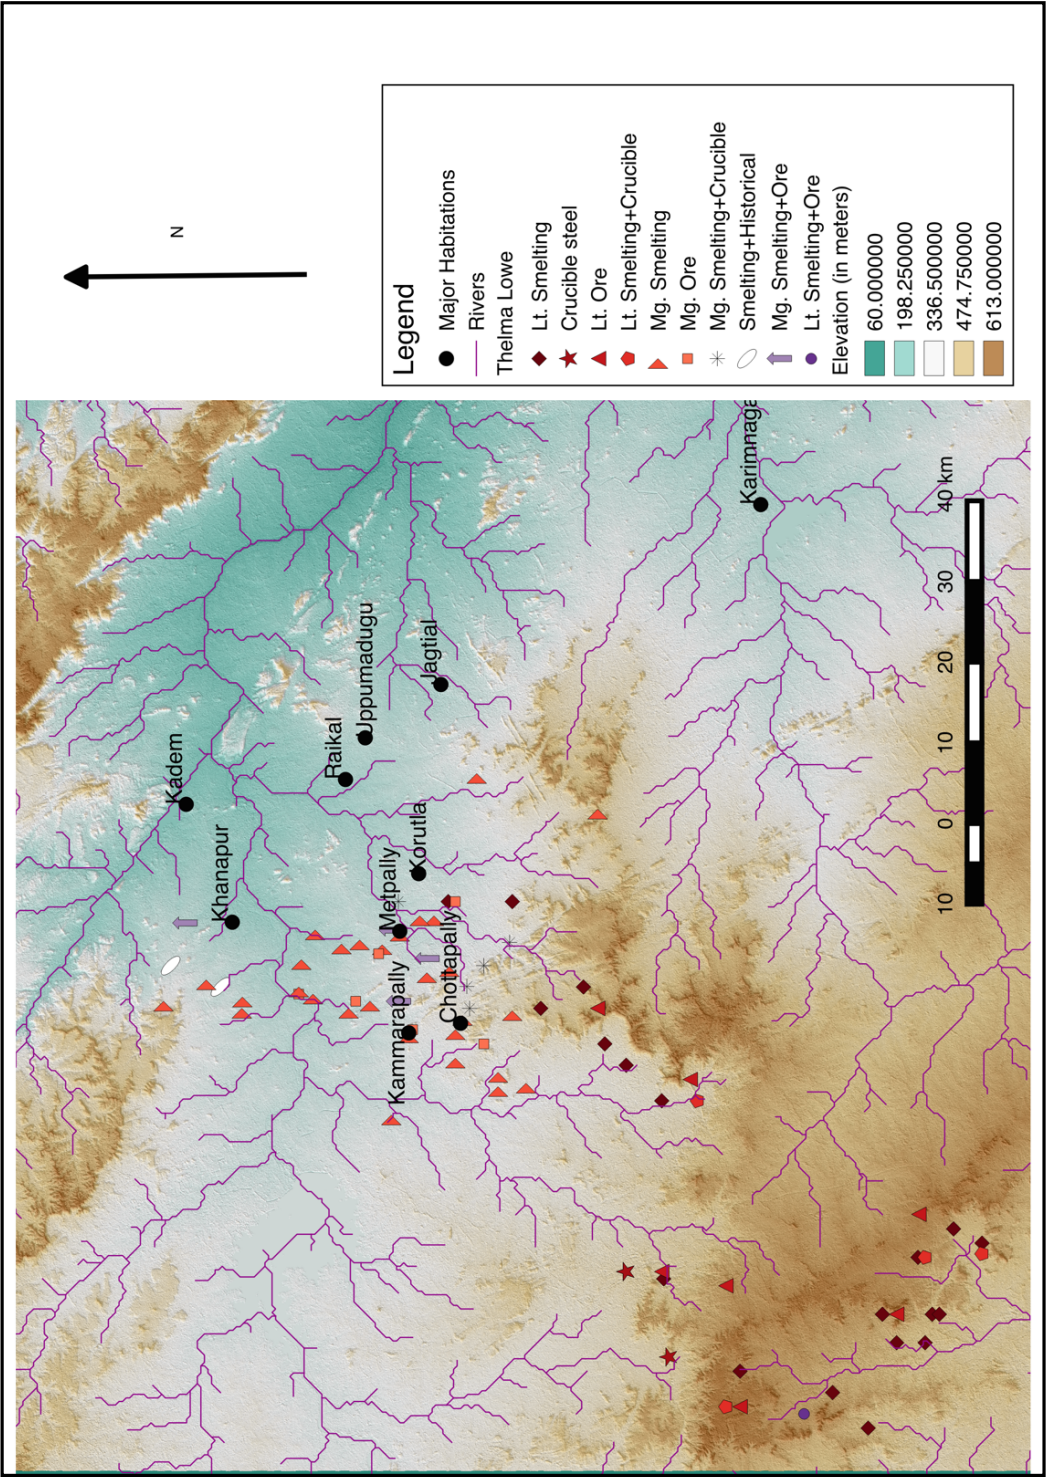 N
Legend
Major Habitations
Rivers
Thelma Lowe
Lt. Smelting
Crucible steel
Lt. Ore
Lt. Smelting+Crucible
Mg. Smelting
Mg. Ore
Mg. Smelting+Crucible
Smelting+Historical
Mg. Smelting+Ore
Lt. Smelting+Ore
Elevation (in meters)
60.000000
198.250000
336.500000
474.750000
613.000000
Kadem
Khanapur
Raikal
Uppumadugu
Jagtial
Korutla
Metpally
Chottapally
Kammarapally
Karimnaga
10 0 10 20 30 40 km